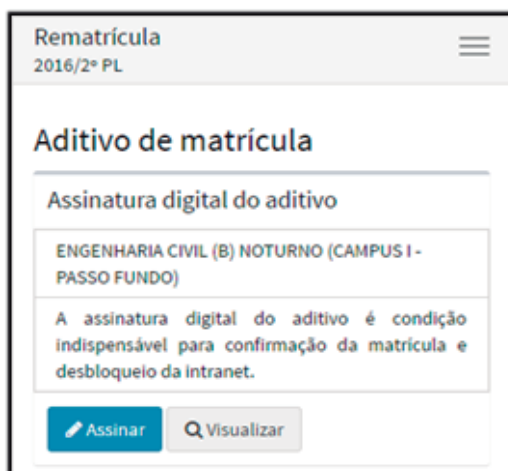 Rematrícula
2016/2º PL
Aditivo de matrícula
Assinatura digital do aditivo
ENGENHARIA CIVIL (B) NOTURNO (CAMPUS I -
PASSO FUNDO)
A assinatura digital do aditivo é condição
indispensável para confirmação da matrícula e
desbloqueio da intranet.
Assinar Visualizar